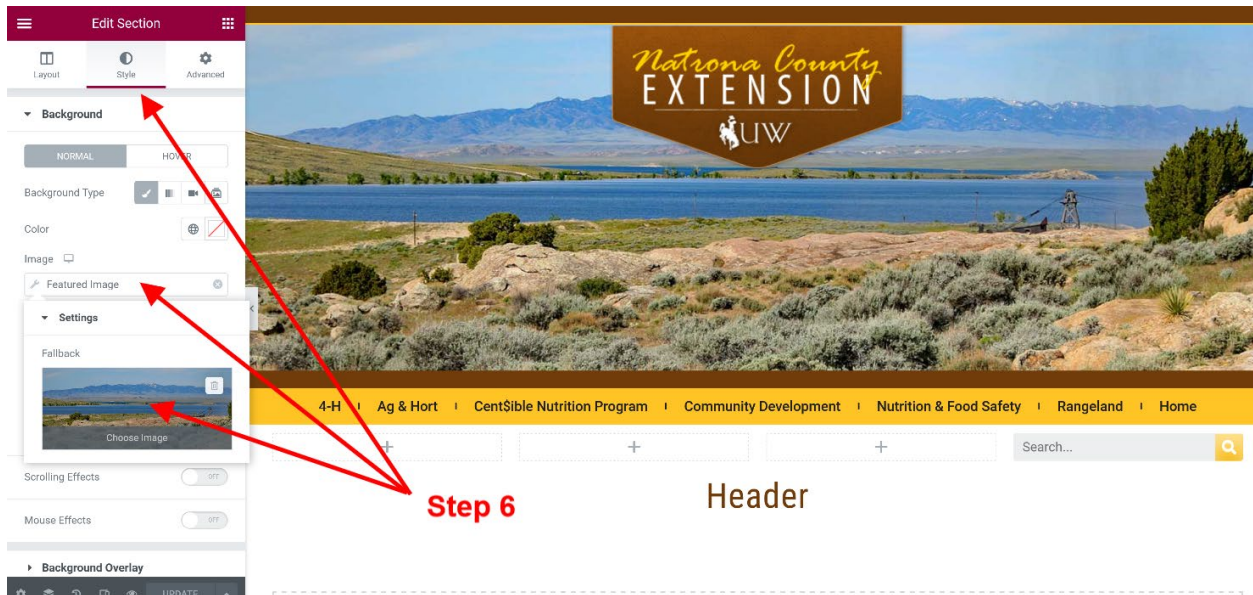 Edit Section
Layout
Style
Advanced
Background
NORMAL
HOVER
Background Type
Color
Image
Featured Image
Settings
Fallback
Choose Image
Scrolling Effects
OFF
Mouse Effects
OFF
Background Overlay
UPDATE
Natrona County
EXTENSION
UW
4-H Ag & Hort Cent$ible Nutrition Program Community Development Nutrition & Food Safety Rangeland Home
Search...
Step 6
Header